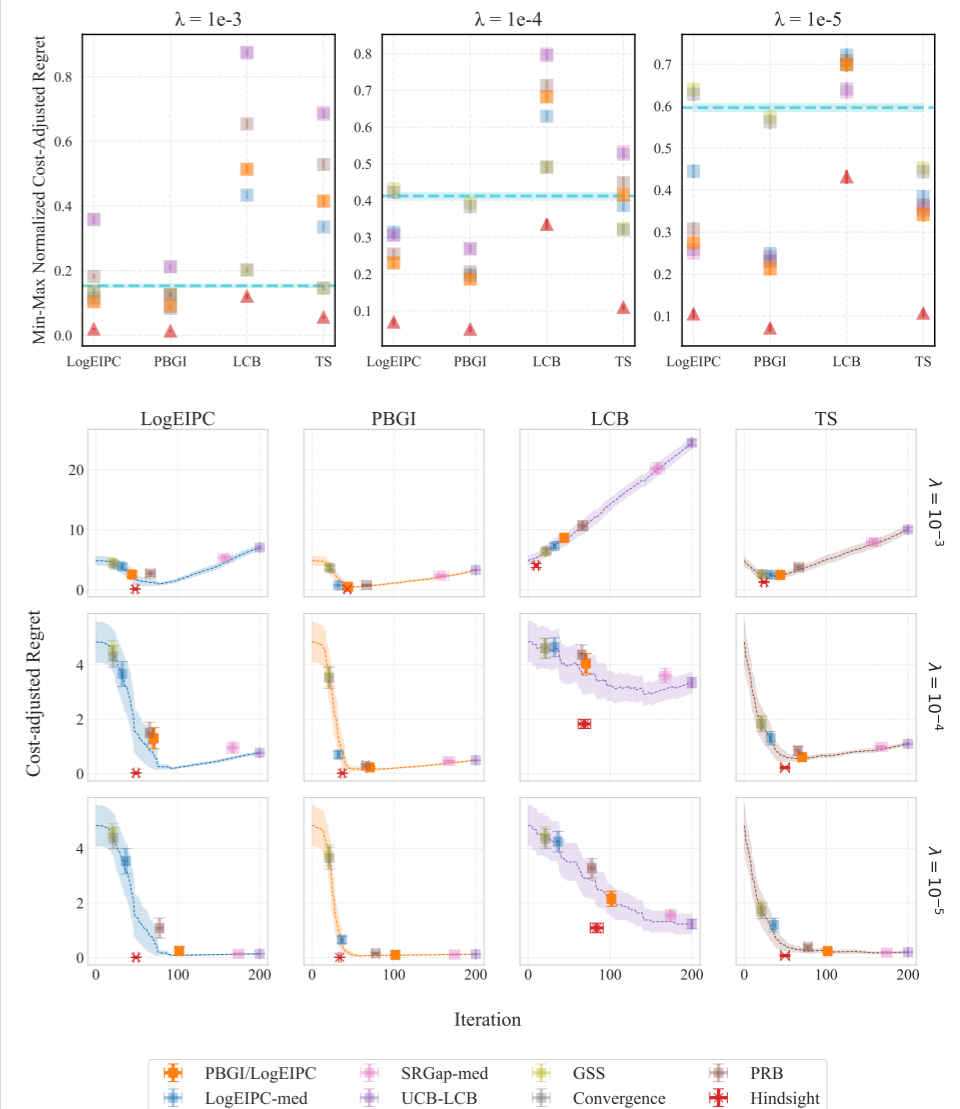 λ = 1e-3
λ = 1e-4
λ = 1e-5
Min-Max Normalized Cost-Adjusted Regret
0.8
0.6
0.4
0.2
0.0
0.8
0.7
0.6
0.5
0.4
0.3
0.2
0.1
0.7
0.6
0.5
0.4
0.3
0.2
0.1
LogEIPC PBGI LCB TS
LogEIPC PBGI LCB TS
LogEIPC PBGI LCB TS
LogEIPC
PBGI
LCB
TS
20
10
0
λ = 10⁻³
Cost-adjusted Regret
4
2
0
λ = 10⁻⁴
4
2
0
λ = 10⁻⁵
0 100 200
0 100 200
0 100 200
0 100 200
Iteration
PBGI/LogEIPC SRGap-med GSS PRB
LogEIPC-med UCB-LCB Convergence Hindsight